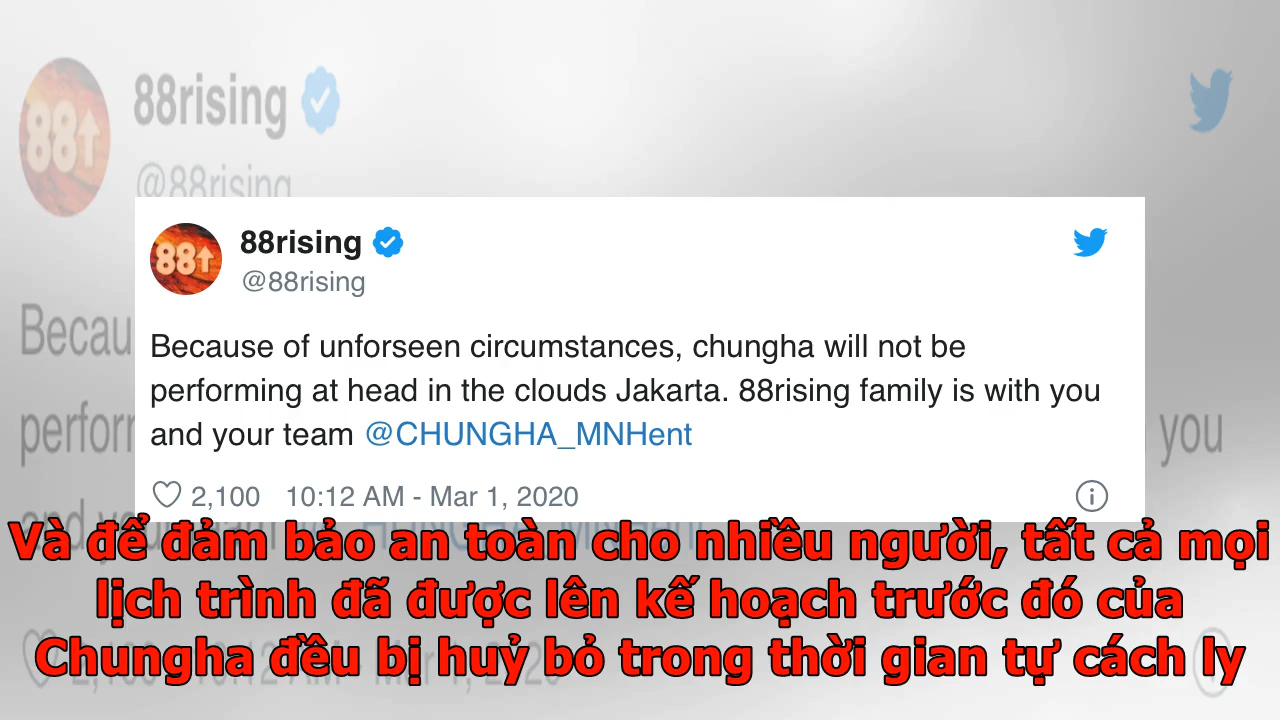 88rising
@88rising
88↑
88rising
@88rising
Because of unforseen circumstances, chungha will not be
performing at head in the clouds Jakarta. 88rising family is with you
and your team @CHUNGHA_MNHent
2,100 10:12 AM - Mar 1, 2020
Và để đảm bảo an toàn cho nhiều người, tất cả mọi
lịch trình đã được lên kế hoạch trước đó của
Chungha đều bị huỷ bỏ trong thời gian tự cách ly